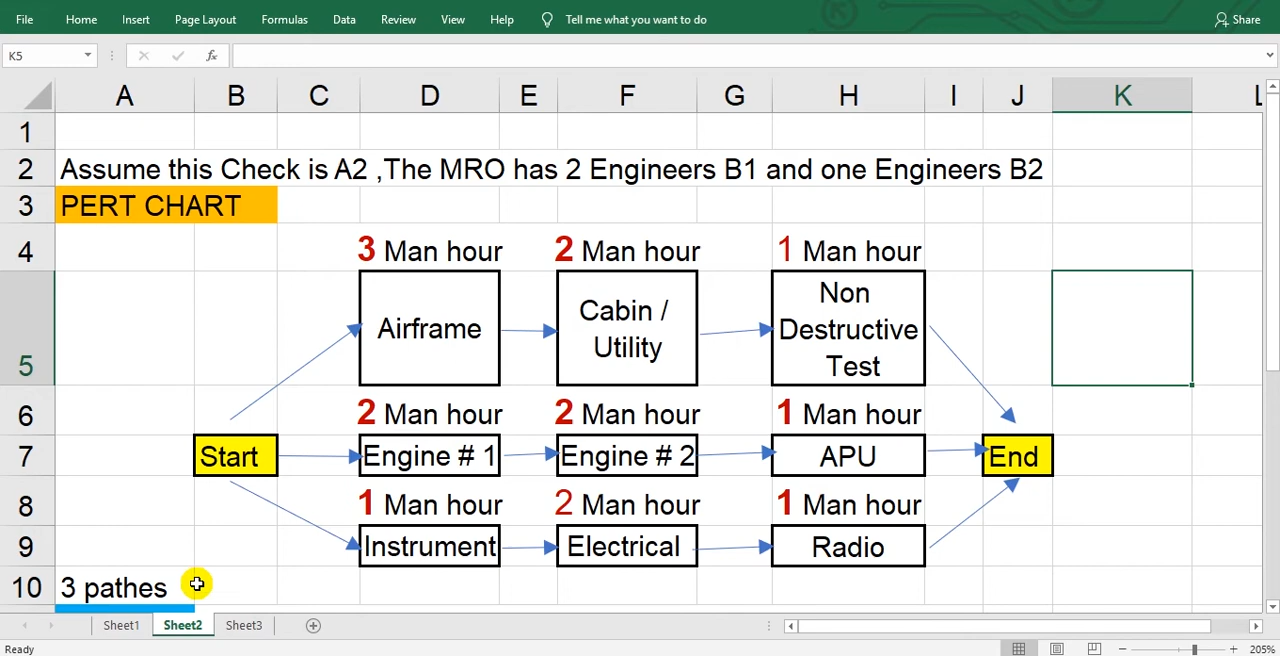 File Home Insert Page Layout Formulas Data Review View Help Tell me what you want to do Share
K5 fx
A B C D E F G H I J K L
1
2 Assume this Check is A2 ,The MRO has 2 Engineers B1 and one Engineers B2
3 PERT CHART
4 3 Man hour 2 Man hour 1 Man hour
Non
Cabin /
Airframe Destructive
Utility
5 Test
6 2 Man hour 2 Man hour 1 Man hour
7 Start Engine # 1 Engine # 2 APU End
8 1 Man hour 2 Man hour 1 Man hour
9 Instrument Electrical Radio
10 3 pathes
Sheet1 Sheet2 Sheet3
Ready 205%